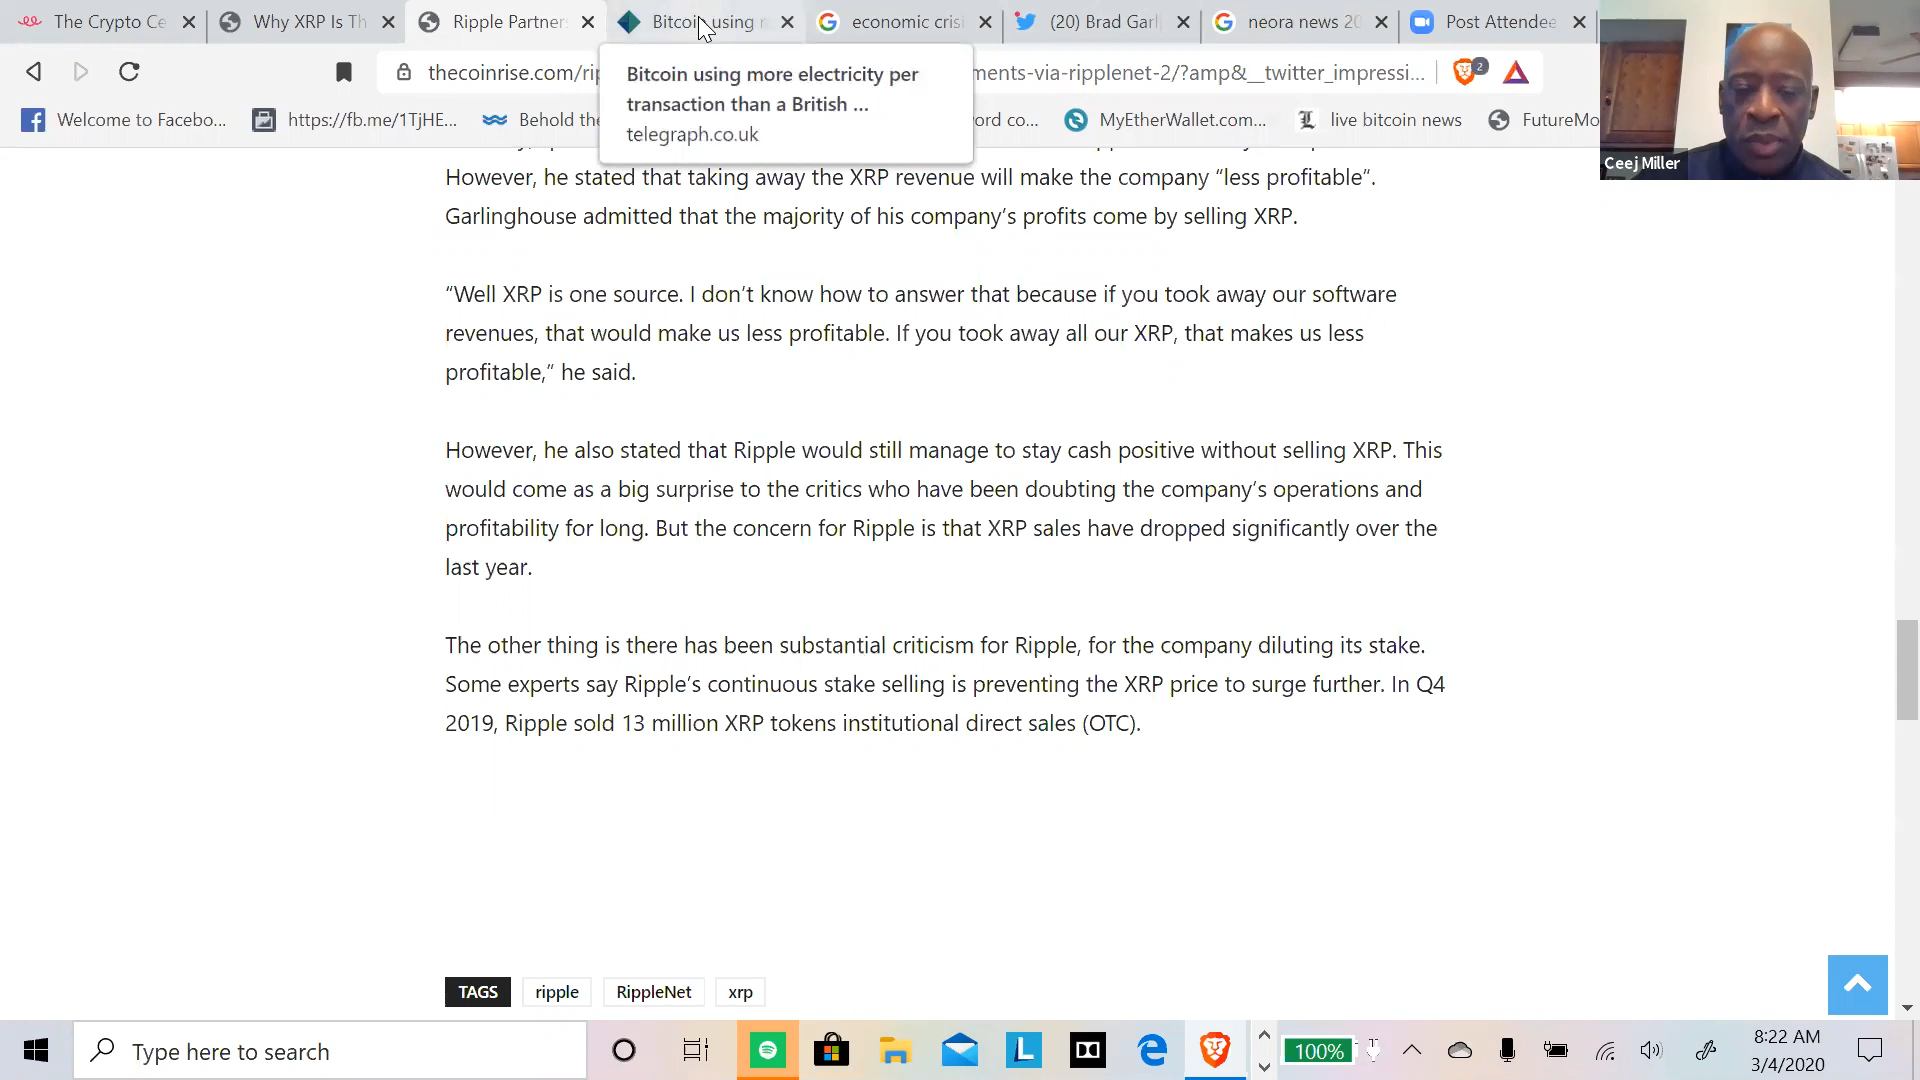 The Crypto Ce
Why XRP Is Th
Ripple Partner
Bitcoin using
economic crisi
(20) Brad Garli
neora news 20
Post Attendee
thecoinrise.com/rip
ments-via-ripplenet-2/?amp&__twitter_impressi...
2
Bitcoin using more electricity per
transaction than a British ...
telegraph.co.uk
Welcome to Facebo...
https://fb.me/1TjHE...
Behold the
ord co...
MyEtherWallet.com...
live bitcoin news
FutureMo
Ceej Miller
However, he stated that taking away the XRP revenue will make the company “less profitable“.
Garlinghouse admitted that the majority of his company’s profits come by selling XRP.
“Well XRP is one source. I don’t know how to answer that because if you took away our software
revenues, that would make us less profitable. If you took away all our XRP, that makes us less
profitable,” he said.
However, he also stated that Ripple would still manage to stay cash positive without selling XRP. This
would come as a big surprise to the critics who have been doubting the company’s operations and
profitability for long. But the concern for Ripple is that XRP sales have dropped significantly over the
last year.
The other thing is there has been substantial criticism for Ripple, for the company diluting its stake.
Some experts say Ripple’s continuous stake selling is preventing the XRP price to surge further. In Q4
2019, Ripple sold 13 million XRP tokens institutional direct sales (OTC).
TAGS ripple RippleNet xrp
Type here to search
100%
8:22 AM
3/4/2020